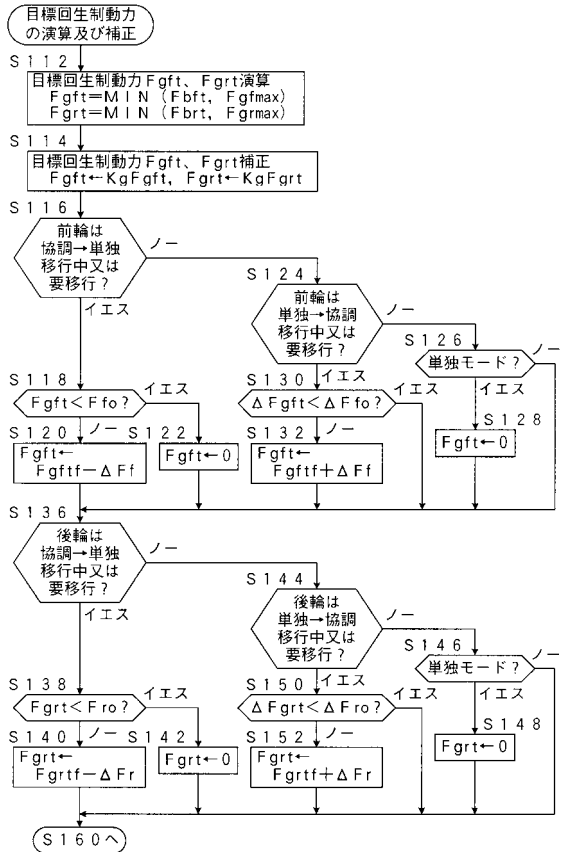 目標回生制動力
の演算及び補正
S112
目標回生制動力Fgft、Fgrt演算
Fgft=MIN (Fbft, Fgfmax)
Fgrt=MIN (Fbrt, Fgrmax)
S114
目標回生制動力Fgft、Fgrt補正
Fgft←KgFgft, Fgrt←KgFgrt
S116
前輪は
協調→単独
移行中又は
要移行?
ノー
イエス
S124
前輪は
単独→協調
移行中又は
要移行?
ノー
イエス
S126
単独モード?
ノー
イエス
S118
Fgft<Ffo?
イエス
ノー
S130
ΔFgft<ΔFfo?
イエス
ノー
S128
Fgft←0
S120
Fgft←
Fgftf-ΔFf
S122
Fgft←0
S132
Fgft←
Fgftf+ΔFf
S136
後輪は
協調→単独
移行中又は
要移行?
ノー
イエス
S144
後輪は
単独→協調
移行中又は
要移行?
ノー
イエス
S146
単独モード?
ノー
イエス
S138
Fgrt<Fro?
イエス
ノー
S150
ΔFgrt<ΔFro?
イエス
ノー
S148
Fgrt←0
S140
Fgrt←
Fgrtf-ΔFr
S142
Fgrt←0
S152
Fgrt←
Fgrtf+ΔFr
S160へ